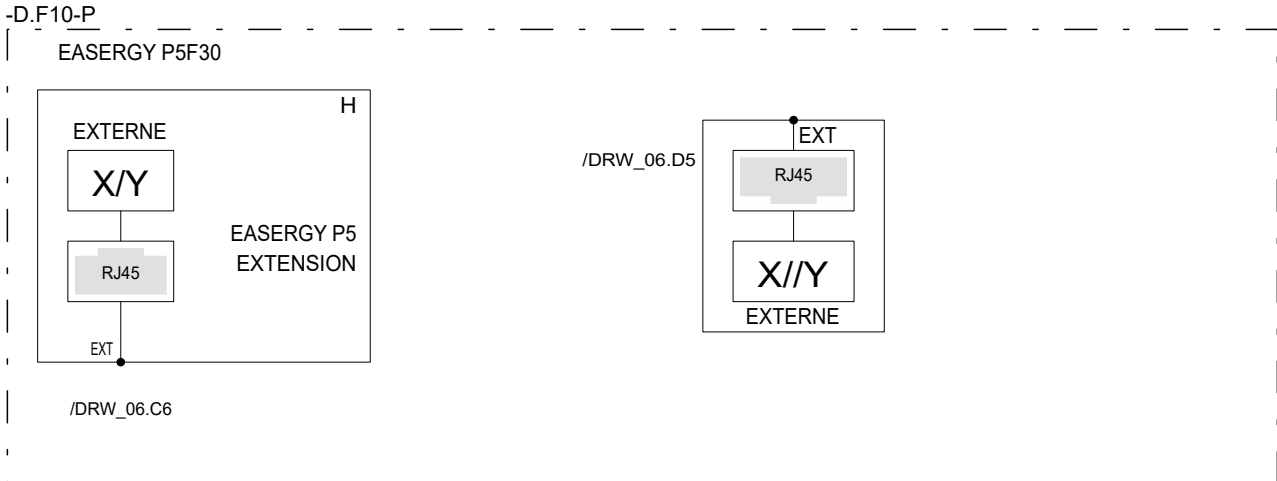 -D.F10-P
EASERGY P5F30
H
EXTERNE
X/Y
EASERGY P5
EXTENSION
RJ45
EXT
/DRW_06.C6
EXT
/DRW_06.D5
RJ45
X//Y
EXTERNE